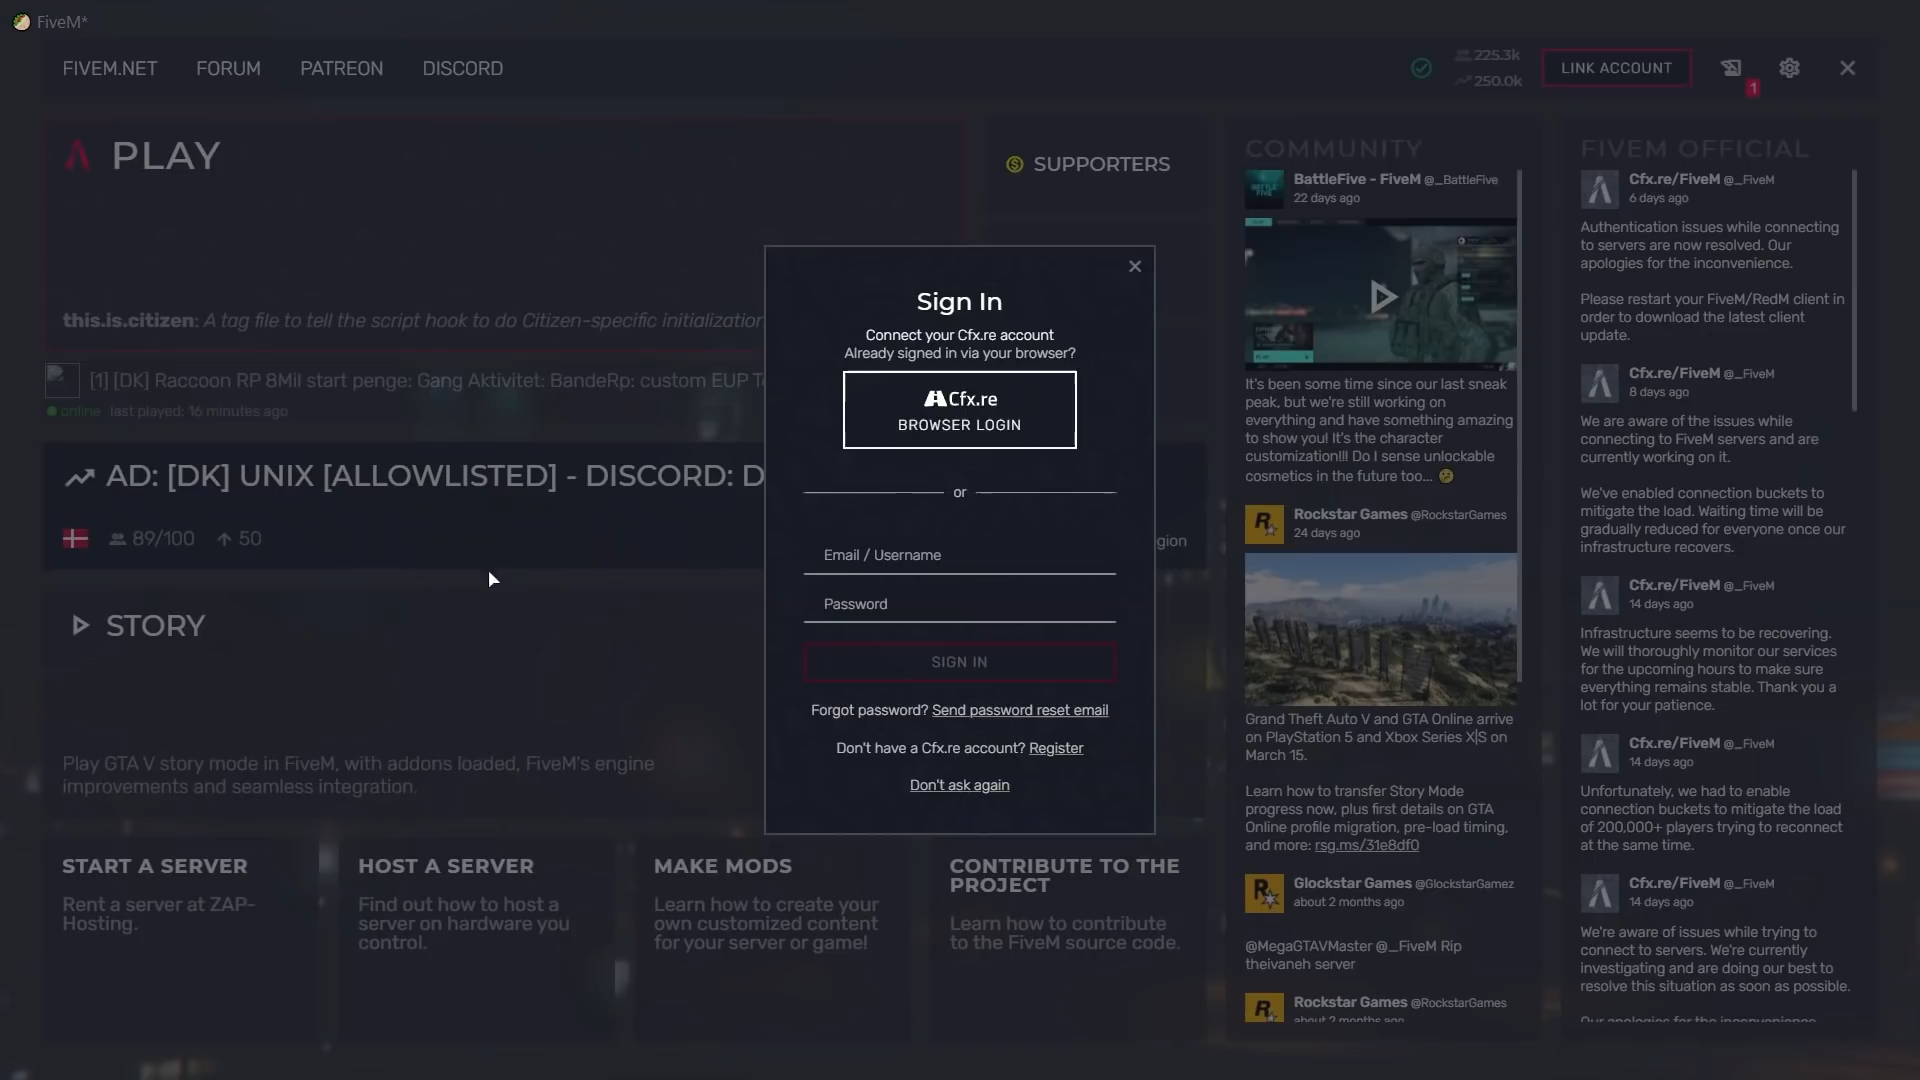 FiveM*
FIVEM.NET
FORUM
PATREON
DISCORD
225.3k
250.0k
LINK ACCOUNT
1
PLAY
this.is.citizen: A tag file to tell the script hook to do Citizen-specific initialization
[1] [DK] Raccoon RP 8Mil start penge: Gang Aktivitet: BandeRp: custom EUP
online last played: 16 minutes ago
AD: [DK] UNIX [ALLOWLISTED] - DISCORD: D
89/100
50
gion
STORY
Play GTA V story mode in FiveM, with addons loaded, FiveM's engine
improvements and seamless integration.
START A SERVER
Rent a server at ZAP-
Hosting.
HOST A SERVER
Find out how to host a
server on hardware you
control.
MAKE MODS
Learn how to create your
own customized content
for your server or game!
CONTRIBUTE TO THE
PROJECT
Learn how to contribute
to the FiveM source code.
SUPPORTERS
Sign In
Connect your Cfx.re account
Already signed in via your browser?
Cfx.re
BROWSER LOGIN
or
Email / Username
Password
SIGN IN
Forgot password? Send password reset email
Don't have a Cfx.re account? Register
Don't ask again
COMMUNITY
BattleFive - FiveM @_BattleFive
22 days ago
BATTLE
FIVE
It's been some time since our last sneak
peak, but we're still working on
everything and have something amazing
to show you! It's the character
customization!!! Do I sense unlockable
cosmetics in the future too...
Rockstar Games @RockstarGames
24 days ago
Grand Theft Auto V and GTA Online arrive
on PlayStation 5 and Xbox Series X|S on
March 15.
Learn how to transfer Story Mode
progress now, plus first details on GTA
Online profile migration, pre-load timing,
and more: rsg.ms/31e8df0
Glockstar Games @GlockstarGamez
about 2 months ago
@MegaGTAVMaster @_FiveM Rip
theivaneh server
Rockstar Games @RockstarGames
about 2 months ago
FIVEM OFFICIAL
Cfx.re/FiveM @_FiveM
6 days ago
Authentication issues while connecting
to servers are now resolved. Our
apologies for the inconvenience.
Please restart your FiveM/RedM client in
order to download the latest client
update.
Cfx.re/FiveM @_FiveM
8 days ago
We are aware of the issues while
connecting to FiveM servers and are
currently working on it.
We've enabled connection buckets to
mitigate the load. Waiting time will be
gradually reduced for everyone once our
infrastructure recovers.
Cfx.re/FiveM @_FiveM
14 days ago
Infrastructure seems to be recovering.
We will thoroughly monitor our services
for the upcoming hours to make sure
everything remains stable. Thank you a
lot for your patience.
Cfx.re/FiveM @_FiveM
14 days ago
Unfortunately, we had to enable
connection buckets to mitigate the load
of 200,000+ players trying to reconnect
at the same time.
Cfx.re/FiveM @_FiveM
14 days ago
We're aware of issues while trying to
connect to servers. We're currently
investigating and are doing our best to
resolve this situation as soon as possible.
Our apologies for the inconvenience